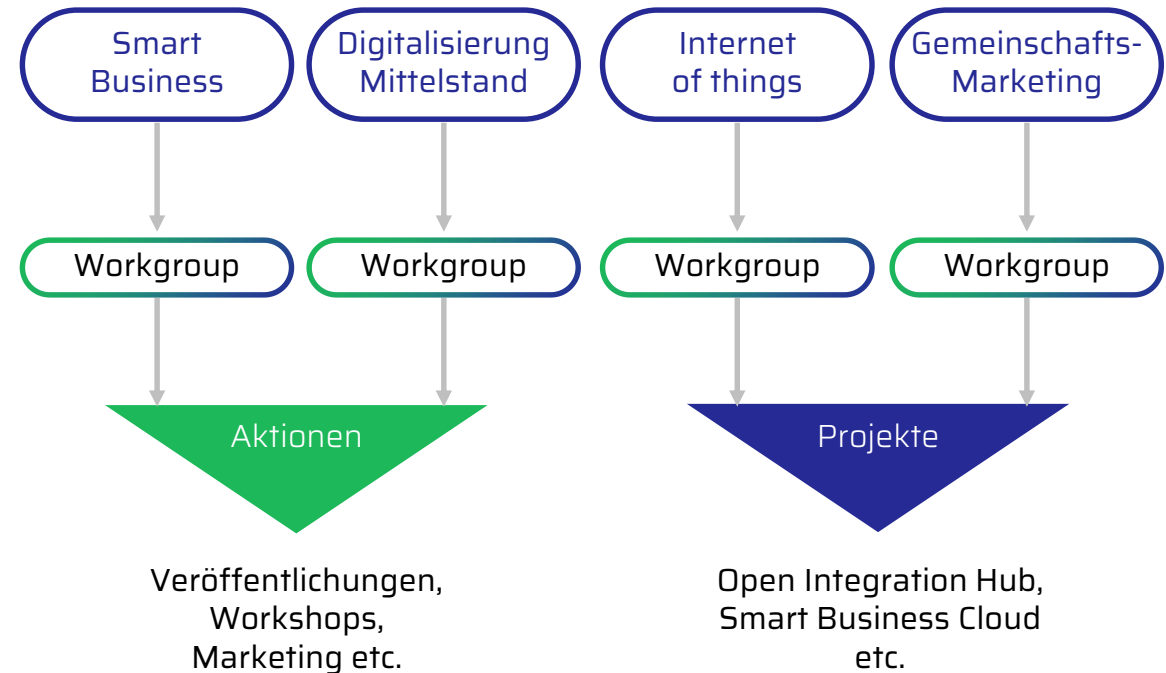 Smart
Business
Digitalisierung
Mittelstand
Internet
of things
Gemeinschafts-
Marketing
Workgroup
Workgroup
Workgroup
Workgroup
Aktionen
Projekte
Veröffentlichungen,
Workshops,
Marketing etc.
Open Integration Hub,
Smart Business Cloud
etc.